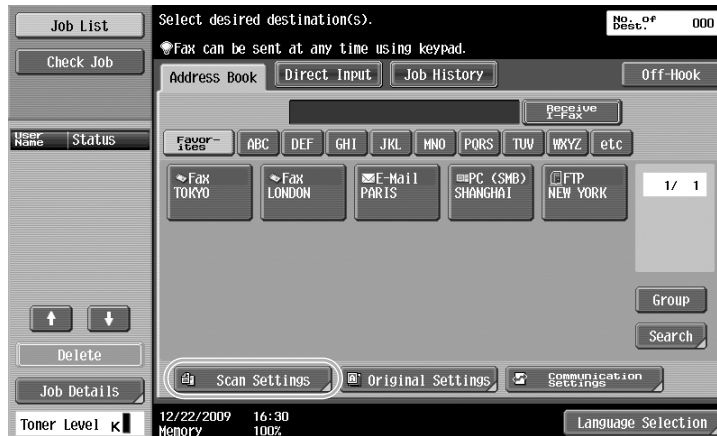 Job List
Check Job
User Name Status
Delete
Job Details
Toner Level K
Select desired destination(s).
No. of Dest. 000
Fax can be sent at any time using keypad.
Address Book Direct Input Job History Off-Hook
Receive I-Fax
Favor-ites ABC DEF GHI JKL MNO PQRS TUV WXYZ etc
Fax TOKYO
Fax LONDON
E-Mail PARIS
PC (SMB) SHANGHAI
FTP NEW YORK
1/ 1
Group
Search
Scan Settings Original Settings Communication Settings
12/22/2009 16:30
Memory 100%
Language Selection